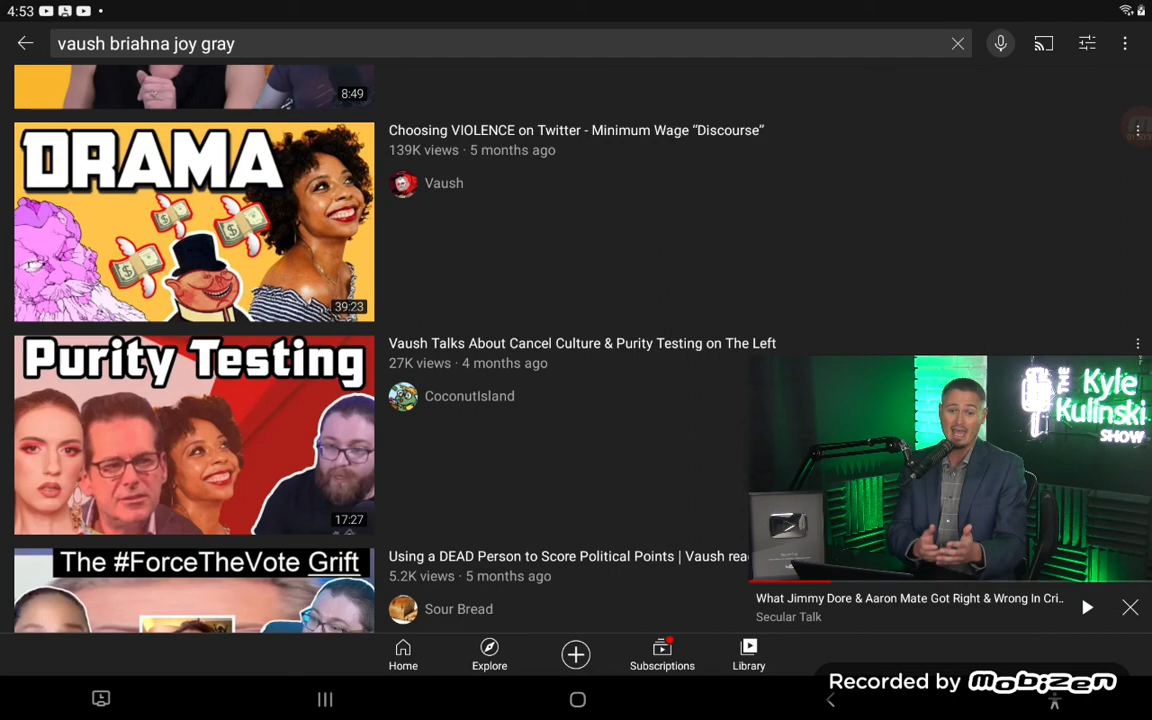 4:53
vaush briahna joy gray
8:49
DRAMA
39:23
Choosing VIOLENCE on Twitter - Minimum Wage “Discourse”
139K views · 5 months ago
Vaush
Purity Testing
17:27
Vaush Talks About Cancel Culture & Purity Testing on The Left
27K views · 4 months ago
CoconutIsland
THE
Kyle
Kulinski
SHOW
The #ForceTheVote Grift
Using a DEAD Person to Score Political Points | Vaush rea
5.2K views · 5 months ago
Sour Bread
What Jimmy Dore & Aaron Mate Got Right & Wrong In Cri..
Secular Talk
Home
Explore
Subscriptions
Library
Recorded by mobizen